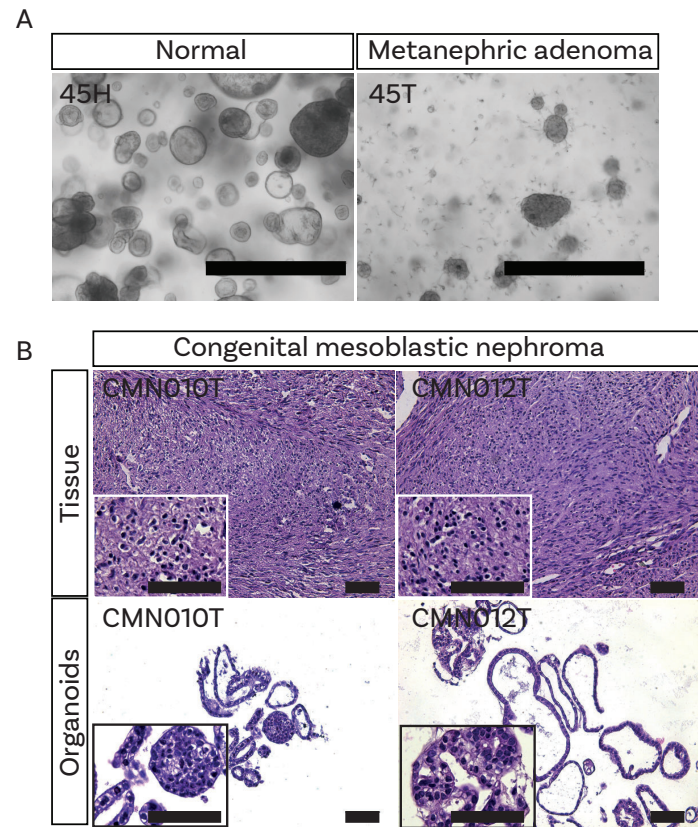 A
Normal
Metanephric adenoma
45H
45T
B
Congenital mesoblastic nephroma
Tissue
CMN010T
CMN012T
Organoids
CMN010T
CMN012T